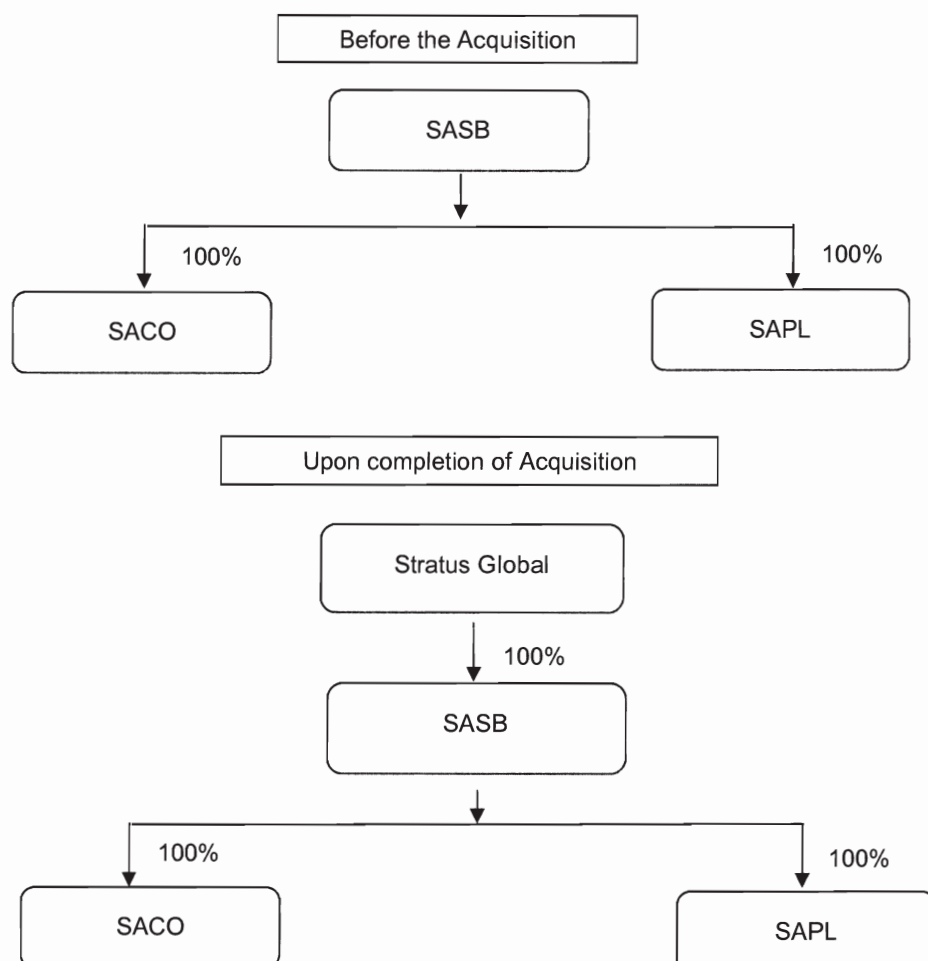 Before the Acquisition
SASB
100%
100%
SACO
SAPL
Upon completion of Acquisition
Stratus Global
100%
SASB
100%
100%
SACO
SAPL